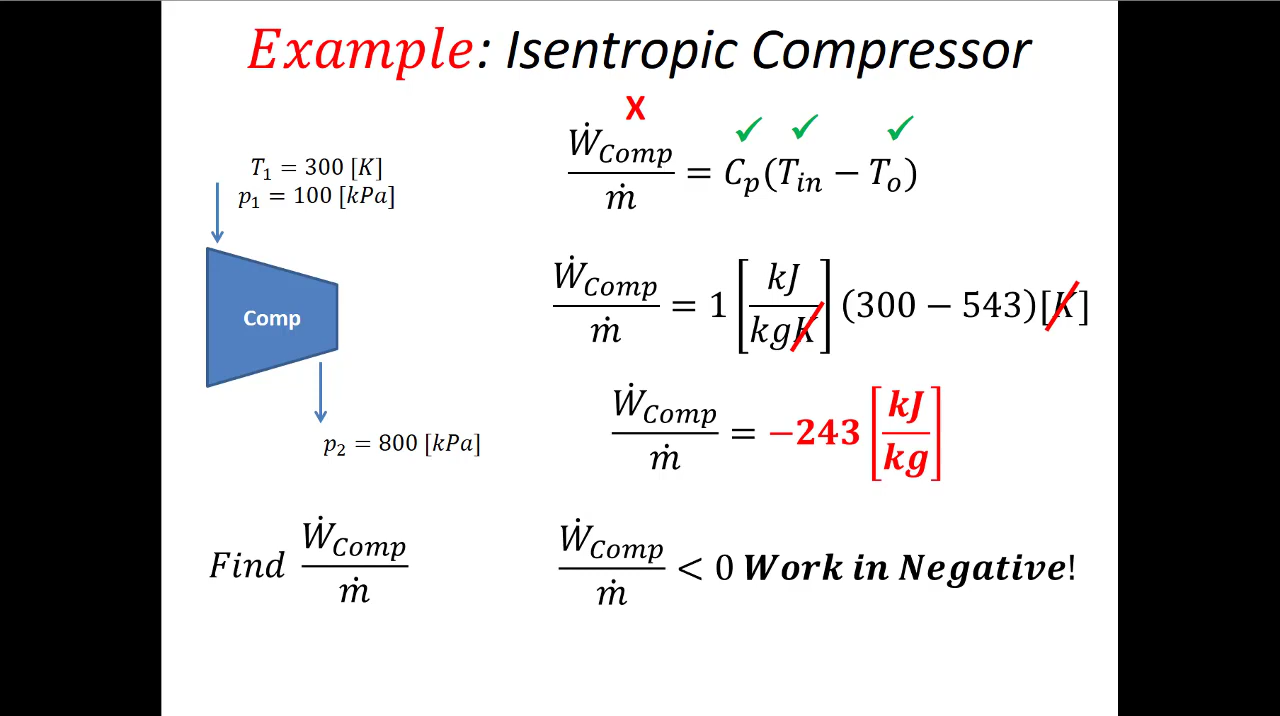 Example: Isentropic Compressor
X
✓ ✓ ✓
Ẇ_Comp / ṁ = C_p(T_in − T_o)
T_1 = 300 [K]
p_1 = 100 [kPa]
Comp
p_2 = 800 [kPa]
Ẇ_Comp / ṁ = 1 [kJ / kgK] (300 − 543)[K]
Ẇ_Comp / ṁ = −243 [kJ / kg]
Find Ẇ_Comp / ṁ
Ẇ_Comp / ṁ < 0 Work in Negative!